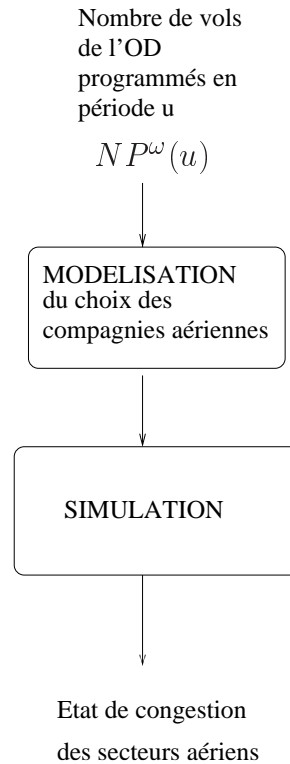 Nombre de vols
de l’OD
programmés en
période u
NP^ω(u)
MODELISATION
du choix des
compagnies aériennes
SIMULATION
Etat de congestion
des secteurs aériens